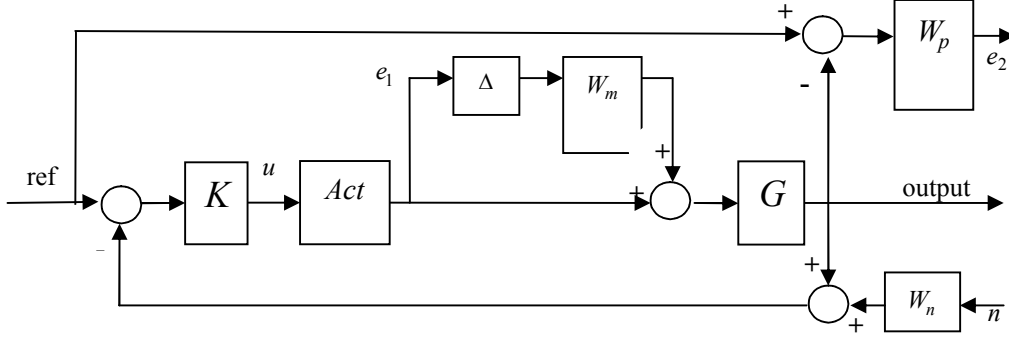 +
W_p
e_2
-
e_1
Δ
W_m
+
ref
K
u
Act
+
G
output
−
+
+
W_n
n